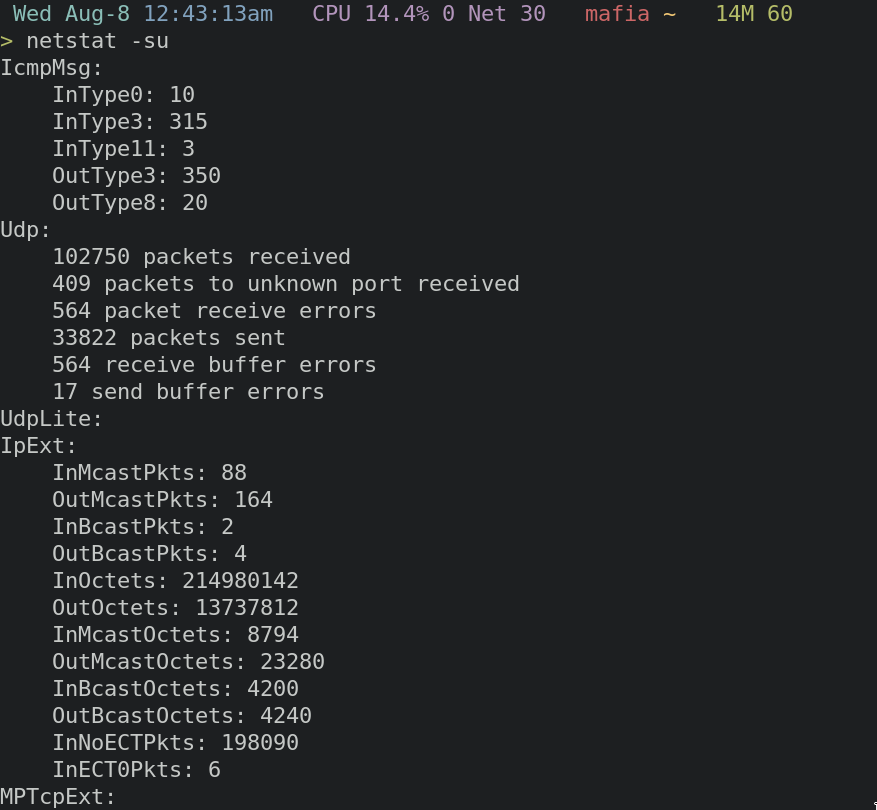 Wed Aug-8 12:43:13am CPU 14.4% 0 Net 30 mafia ~ 14M 60
> netstat -su
IcmpMsg:
InType0: 10
InType3: 315
InType11: 3
OutType3: 350
OutType8: 20
Udp:
102750 packets received
409 packets to unknown port received
564 packet receive errors
33822 packets sent
564 receive buffer errors
17 send buffer errors
UdpLite:
IpExt:
InMcastPkts: 88
OutMcastPkts: 164
InBcastPkts: 2
OutBcastPkts: 4
InOctets: 214980142
OutOctets: 13737812
InMcastOctets: 8794
OutMcastOctets: 23280
InBcastOctets: 4200
OutBcastOctets: 4240
InNoECTPkts: 198090
InECT0Pkts: 6
MPTcpExt: